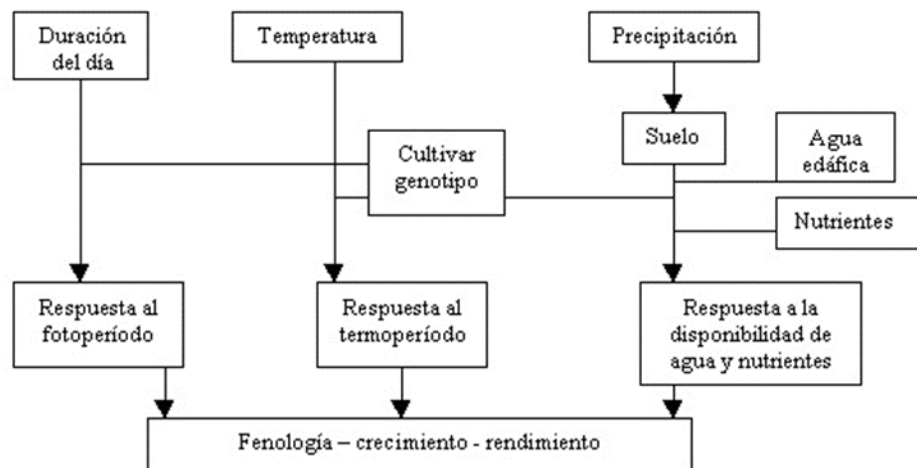 Duración
del día
Temperatura
Precipitación
Suelo
Agua
edáfica
Cultivar
genotipo
Nutrientes
Respuesta al
fotoperíodo
Respuesta al
termoperíodo
Respuesta a la
disponibilidad de
agua y nutrientes
Fenología – crecimiento - rendimiento